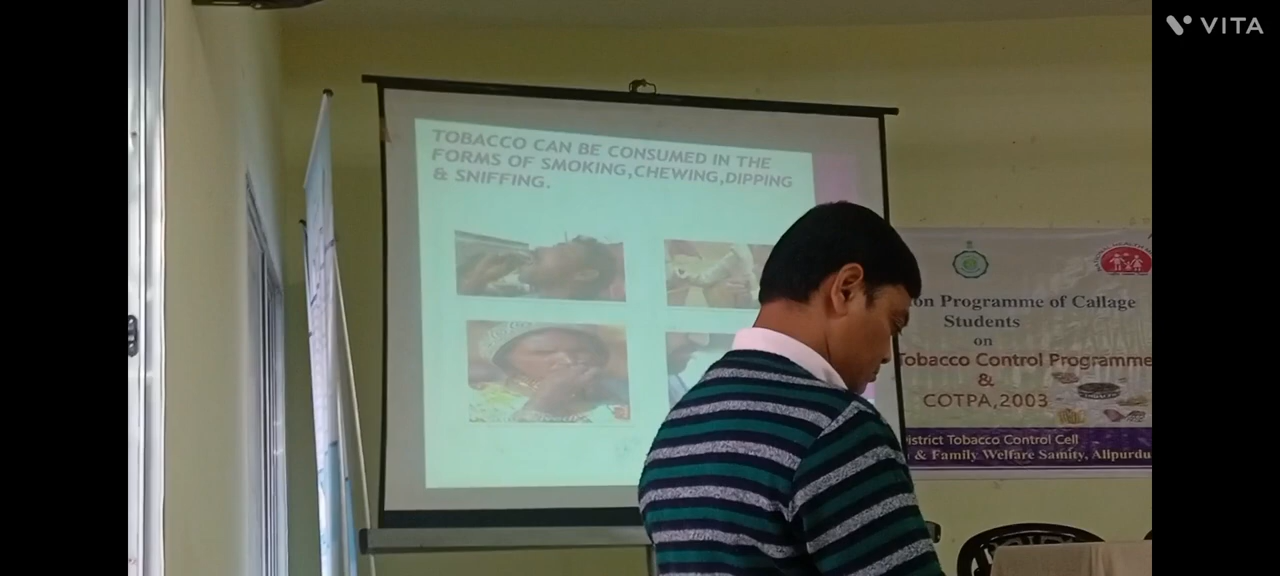 VITA
TOBACCO CAN BE CONSUMED IN THE
FORMS OF SMOKING,CHEWING,DIPPING
& SNIFFING.
on Programme of Callage
Students
on
Tobacco Control Programme
&
COTPA,2003
istrict Tobacco Control Cell
& Family Welfare Samity, Alipurdu